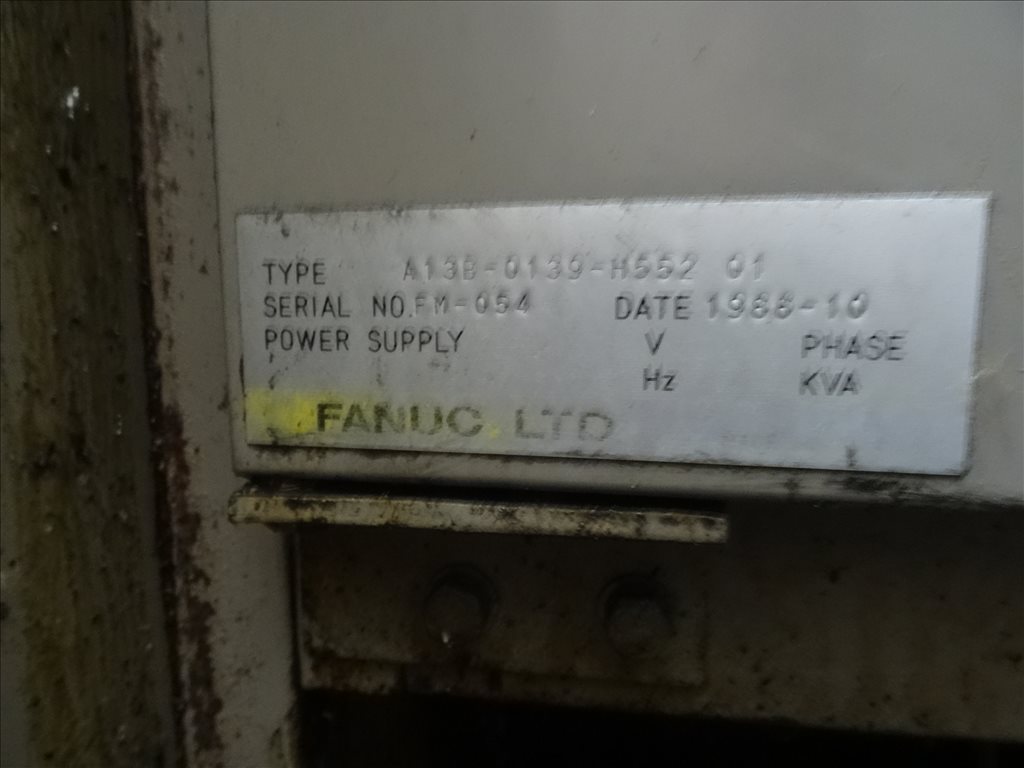 TYPE A13B-0139-H552 01
SERIAL NO.FM-054 DATE 1988-10
POWER SUPPLY V PHASE
Hz KVA
FANUC LTD